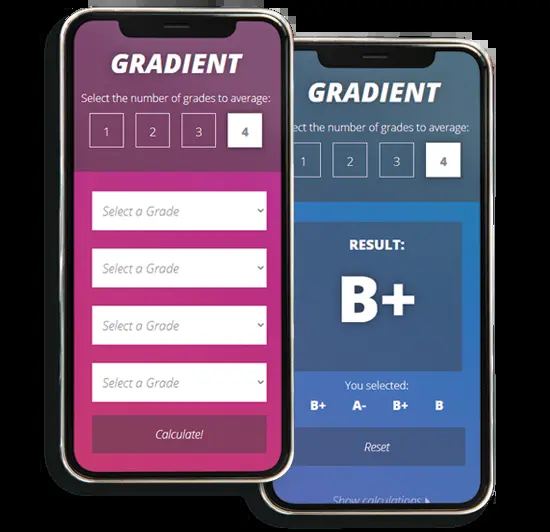 GRADIENT
Select the number of grades to average:
1 2 3 4
Select a Grade
Select a Grade
Select a Grade
Select a Grade
Calculate!
GRADIENT
ect the number of grades to average:
1 2 3 4
RESULT:
B+
You selected:
B+ A- B+ B
Reset
Show calculations